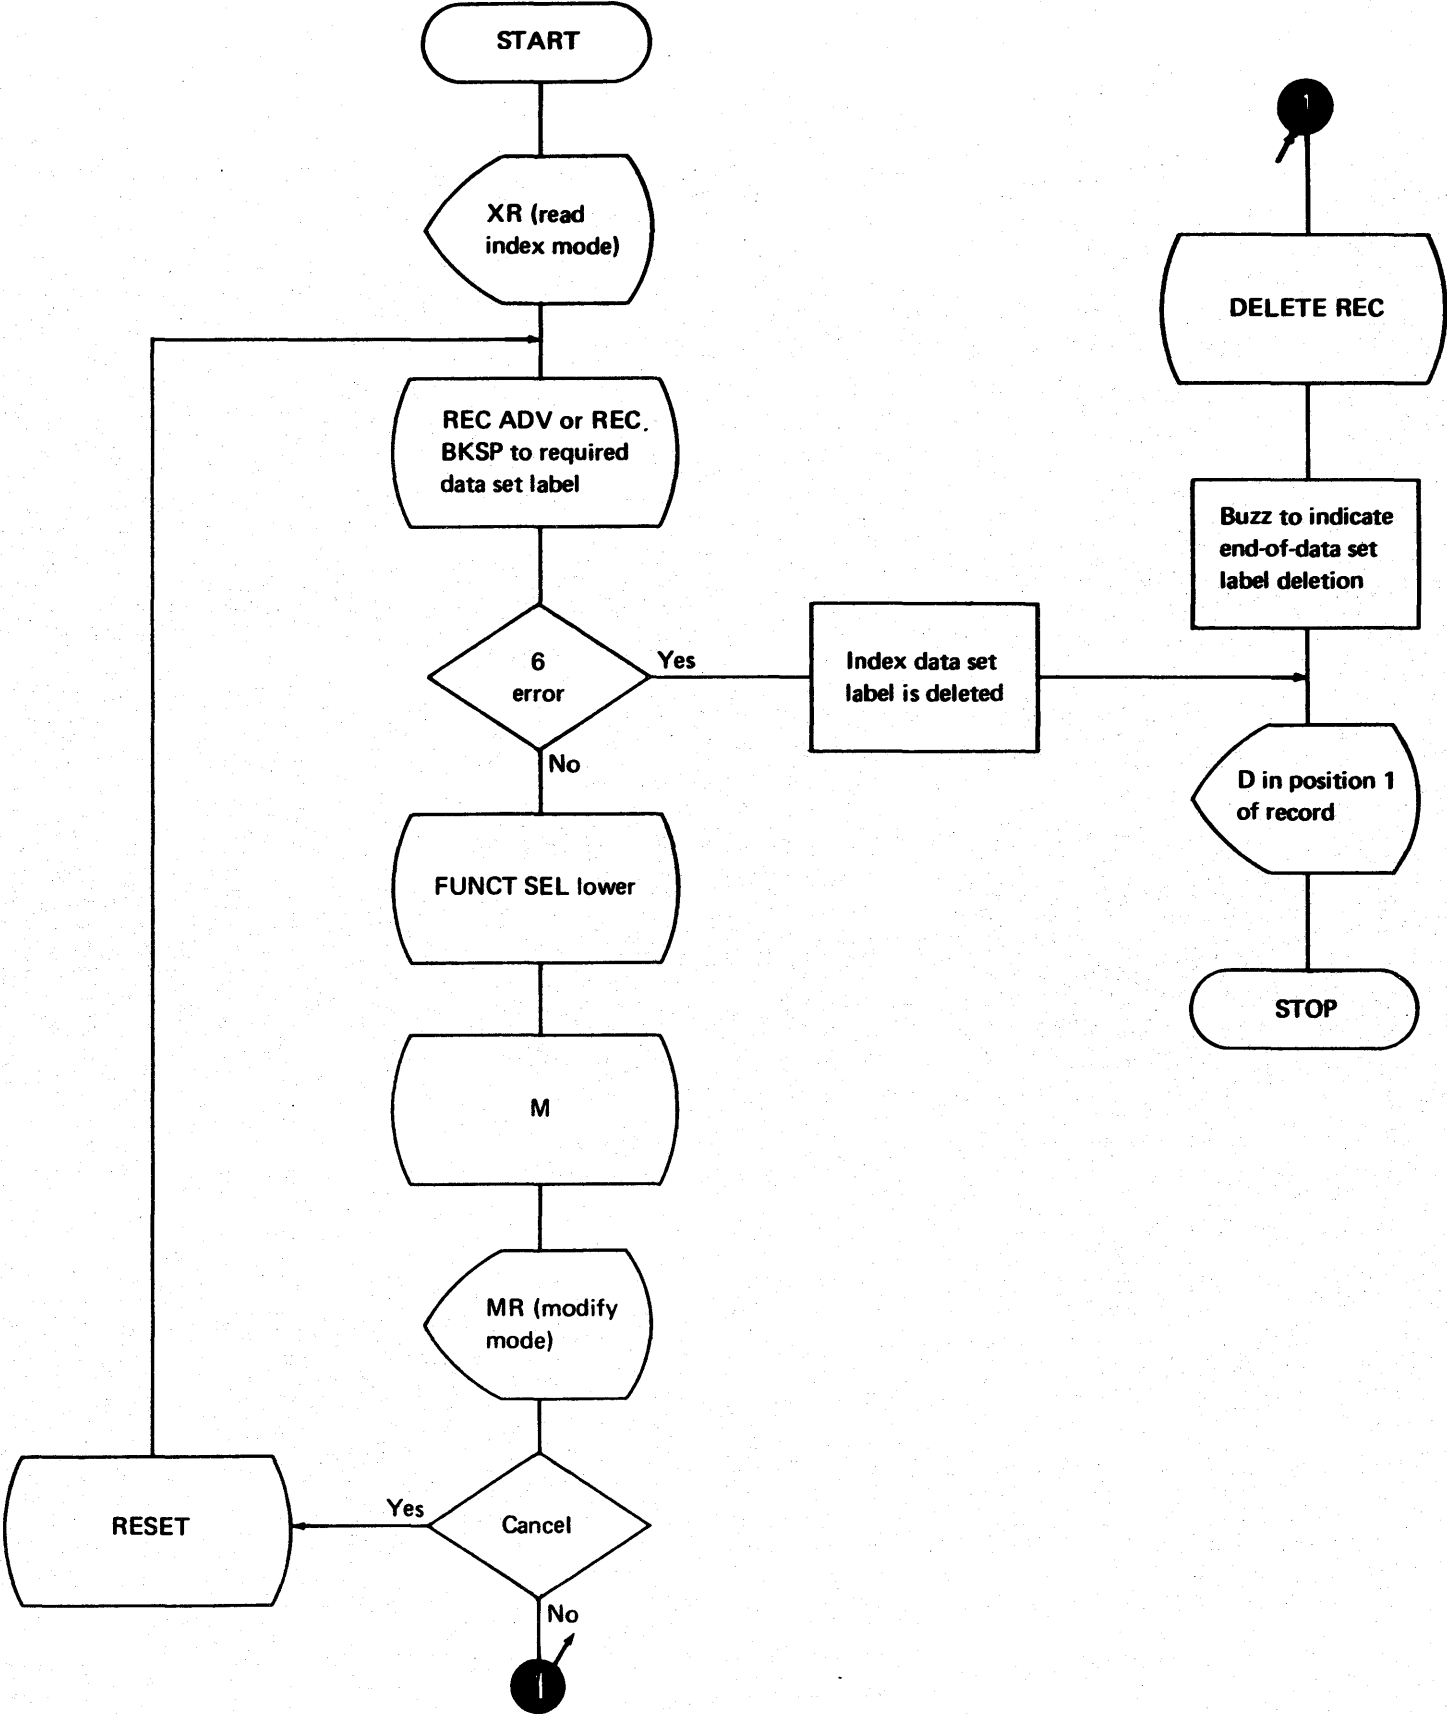 START
XR (read
index mode)
REC ADV or REC.
BKSP to required
data set label
6
error
Yes
No
Index data set
label is deleted
FUNCT SEL lower
M
MR (modify
mode)
Cancel
Yes
RESET
No
1
1
DELETE REC
Buzz to indicate
end-of-data set
label deletion
D in position 1
of record
STOP